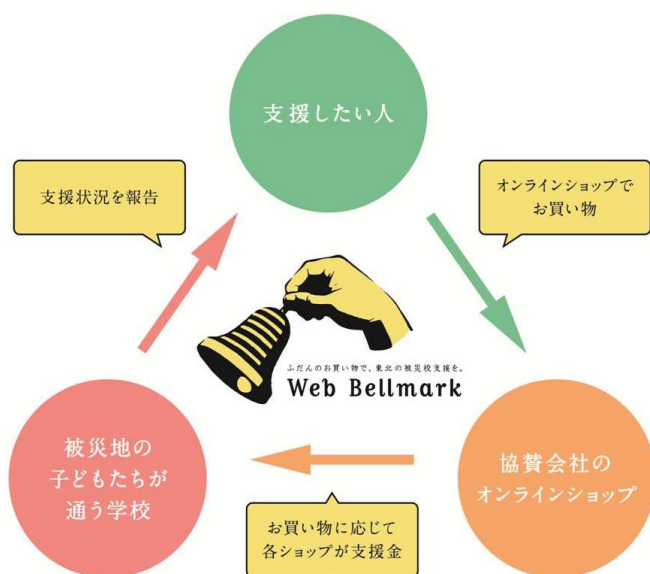 支援したい人
支援状況を報告
オンラインショップで
お買い物
ふだんのお買い物で、東北の被災校支援を。
Web Bellmark
被災地の
子どもたちが
通う学校
協賛会社の
オンラインショップ
お買い物に応じて
各ショップが支援金